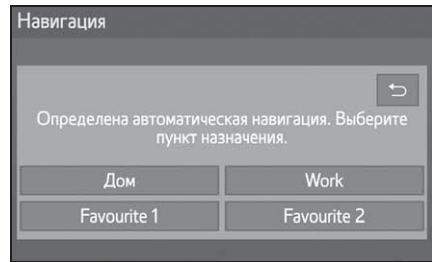 Навигация
Определена автоматическая навигация. Выберите
пункт назначения.
Дом
Work
Favourite 1
Favourite 2